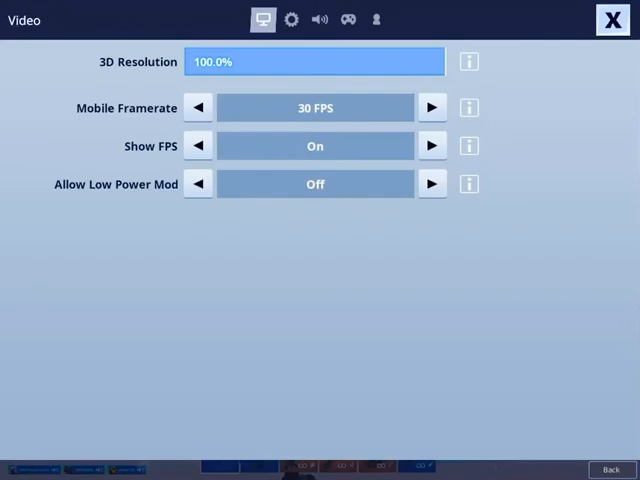 Video
X
3D Resolution 100.0%
Mobile Framerate 30 FPS
Show FPS On
Allow Low Power Mod Off
Back